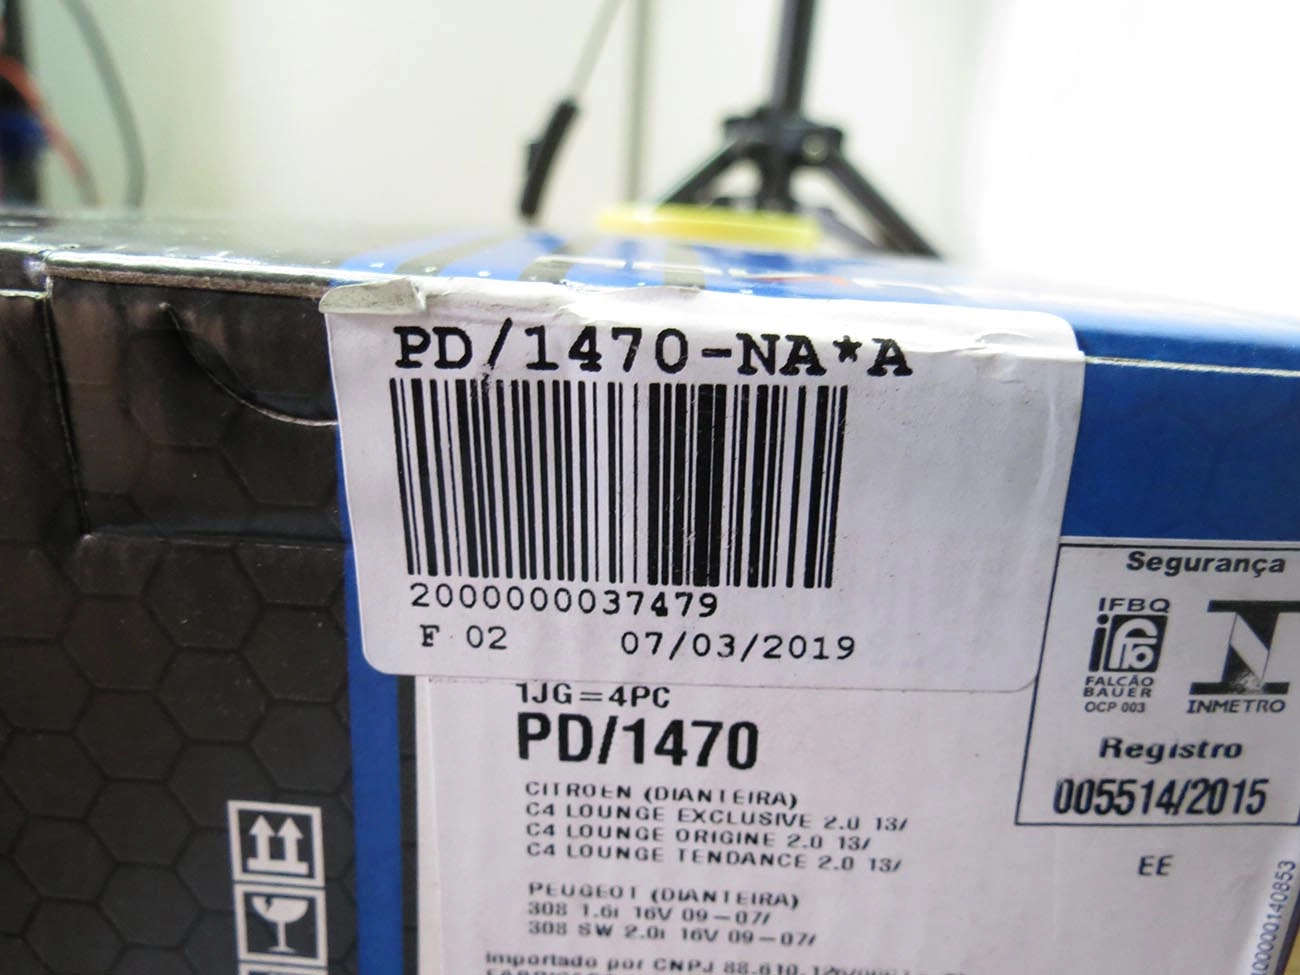 PD/1470-NA*A
2000000037479
F 02 07/03/2019
1JG=4PC
PD/1470
CITROEN (DIANTEIRA)
C4 LOUNGE EXCLUSIVE 2.0 13/
C4 LOUNGE ORIGINE 2.0 13/
C4 LOUNGE TENDANCE 2.0 13/
PEUGEOT (DIANTEIRA)
308 1.6i 16V 09-07/
308 SW 2.0i 16V 09-07/
Importado por CNPJ
Segurança
IFBQ
FALCÃO
BAUER
OCP 003
INMETRO
Registro
005514/2015
EE